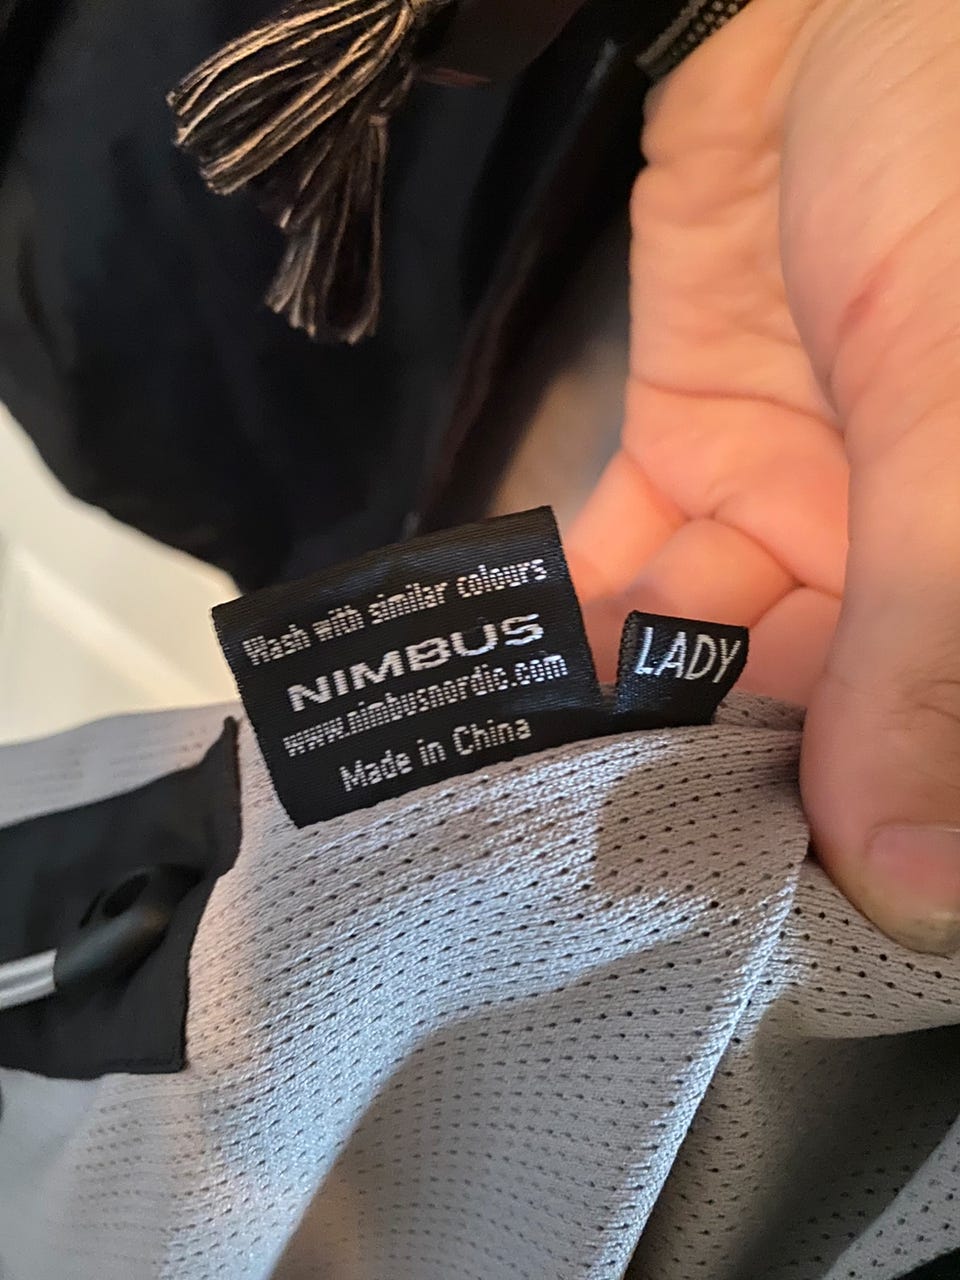 Wash with similar colours
NIMBUS
www.nimbusnordic.com
Made in China
LADY